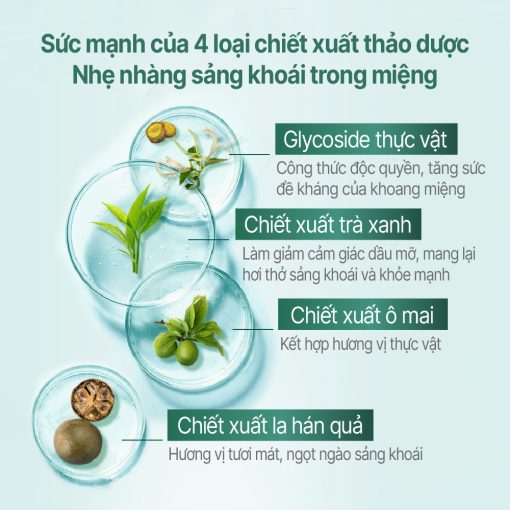 Sức mạnh của 4 loại chiết xuất thảo dược
Nhẹ nhàng sảng khoái trong miệng
Glycoside thực vật
Công thức độc quyền, tăng sức
đề kháng của khoang miệng
Chiết xuất trà xanh
Làm giảm cảm giác dầu mỡ, mang lại
hơi thở sảng khoái và khỏe mạnh
Chiết xuất ô mai
Kết hợp hương vị thực vật
Chiết xuất la hán quả
Hương vị tươi mát, ngọt ngào sảng khoái